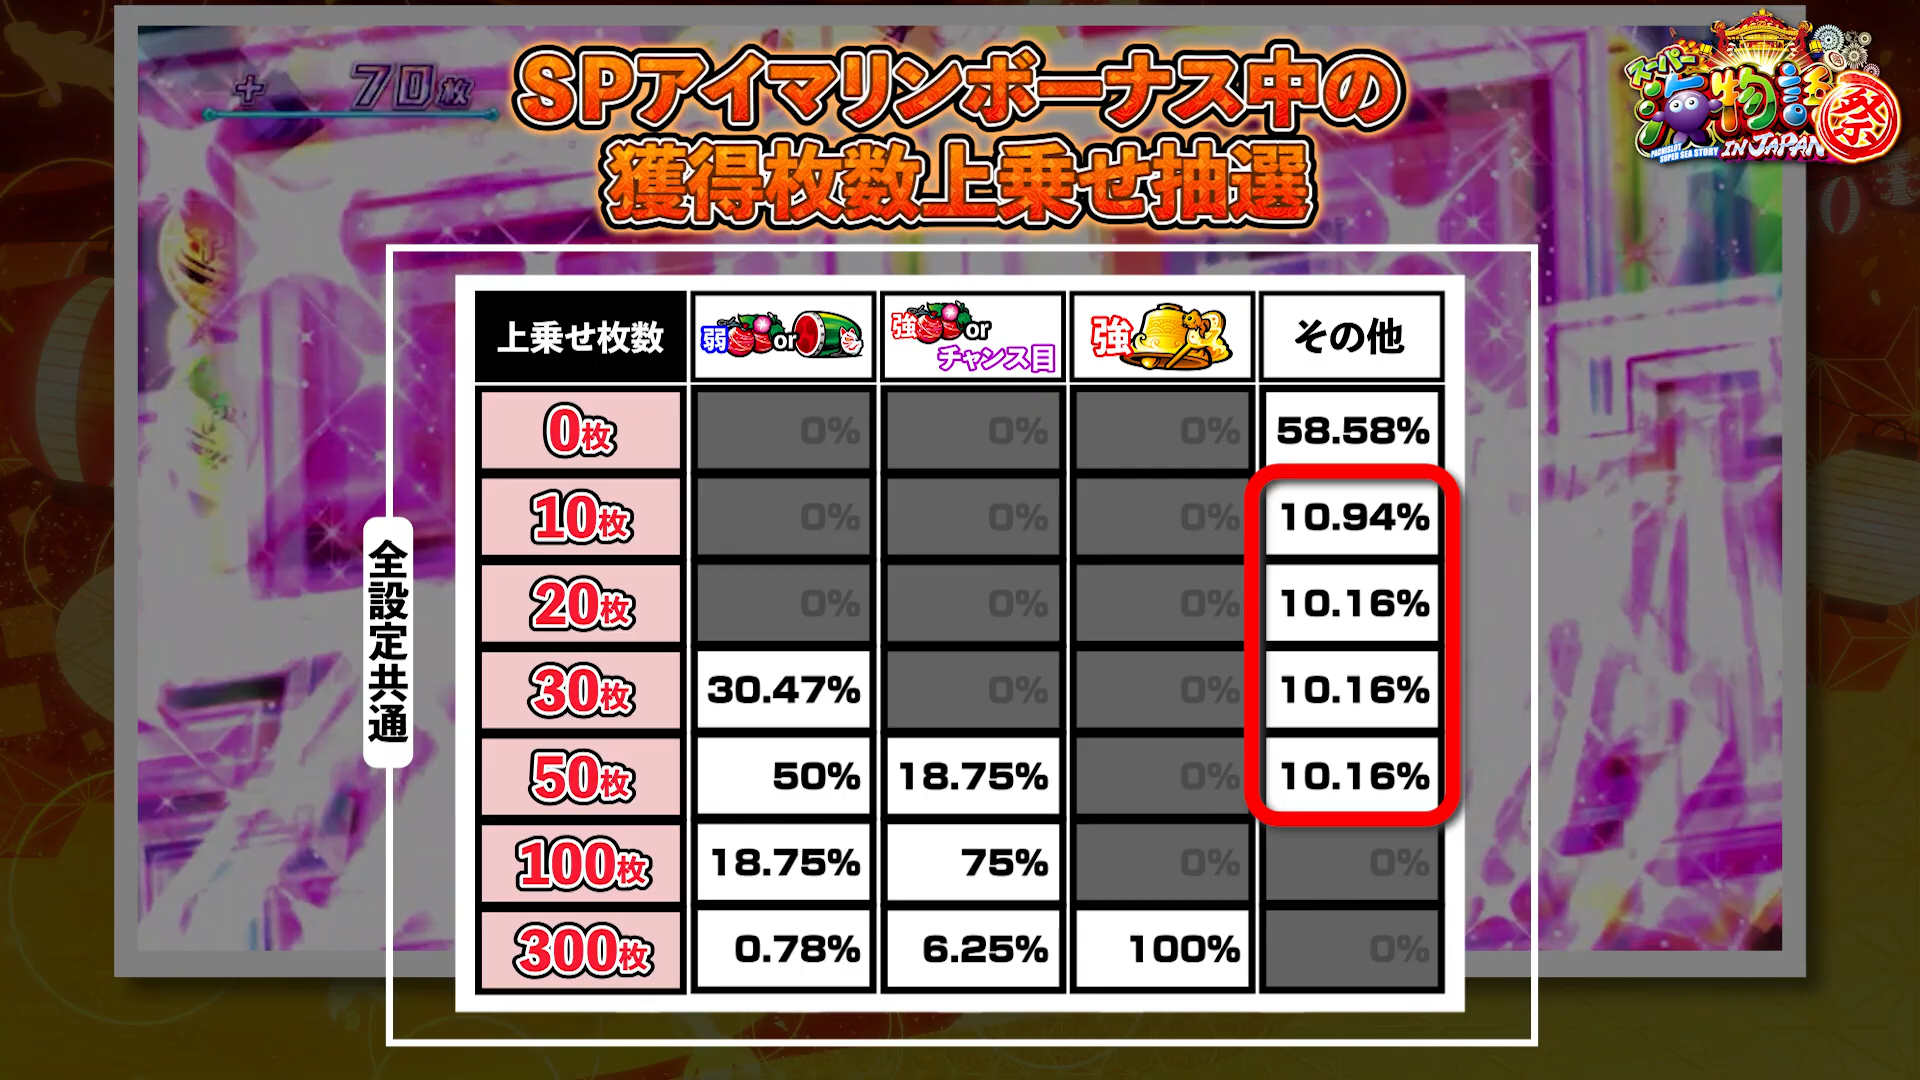 + 70枚
SPアイマリンボーナス中の
獲得枚数上乗せ抽選
スーパー
海物語
IN JAPAN
祭
PACHISLOT
SUPER SEA STORY
全設定共通
上乗せ枚数 弱 or 強 or チャンス目 強 その他
0枚 0% 0% 0% 58.58%
10枚 0% 0% 0% 10.94%
20枚 0% 0% 0% 10.16%
30枚 30.47% 0% 0% 10.16%
50枚 50% 18.75% 0% 10.16%
100枚 18.75% 75% 0% 0%
300枚 0.78% 6.25% 100% 0%